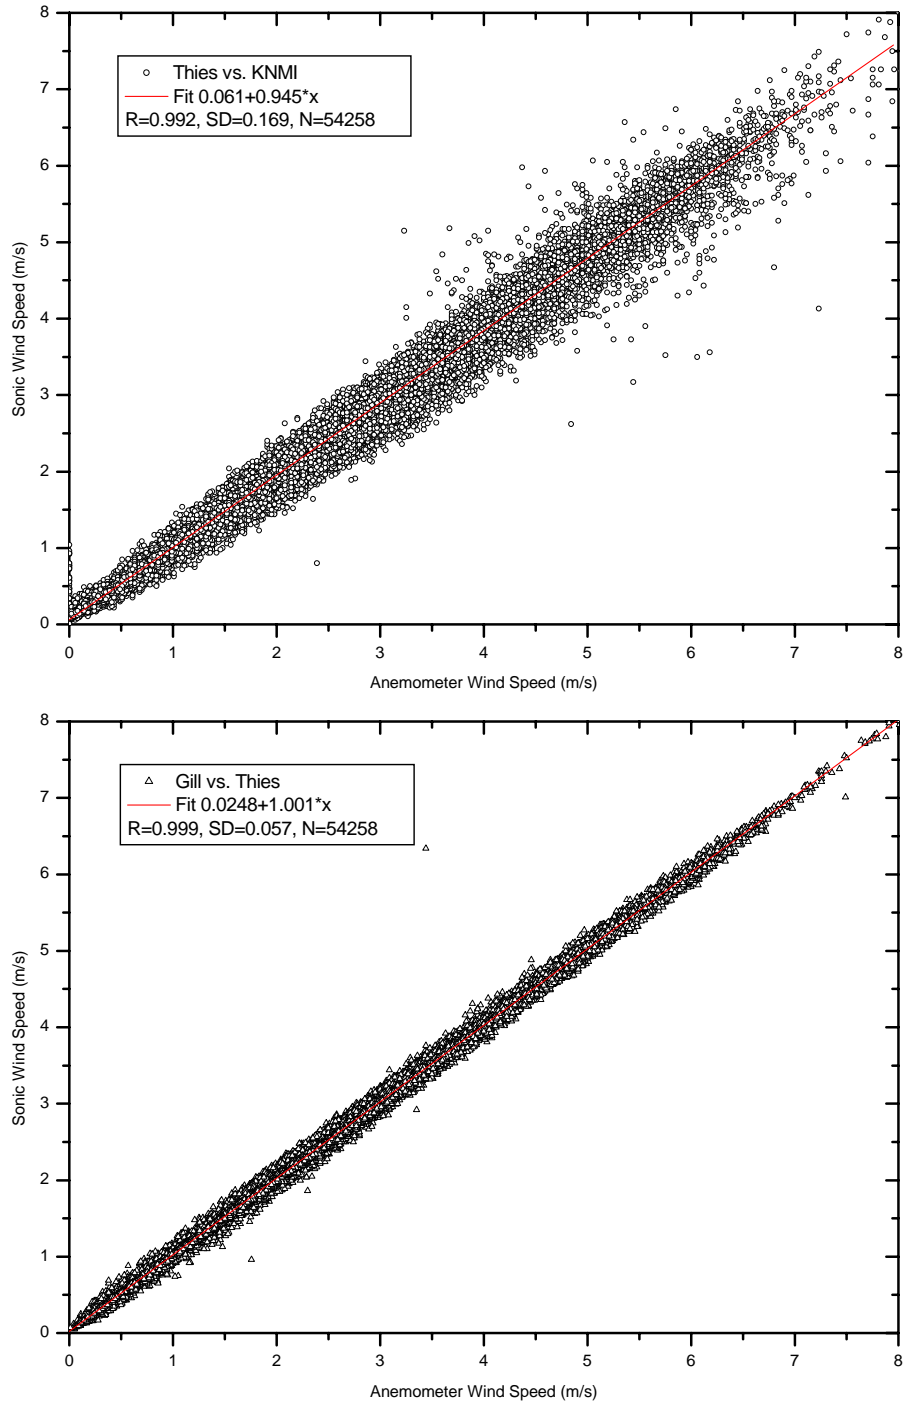 8
7
6
5
4
3
2
1
0
Sonic Wind Speed (m/s)
Thies vs. KNMI
Fit 0.061+0.945*x
R=0.992, SD=0.169, N=54258
0 1 2 3 4 5 6 7 8
Anemometer Wind Speed (m/s)
8
7
6
5
4
3
2
1
0
Sonic Wind Speed (m/s)
Gill vs. Thies
Fit 0.0248+1.001*x
R=0.999, SD=0.057, N=54258
0 1 2 3 4 5 6 7 8
Anemometer Wind Speed (m/s)